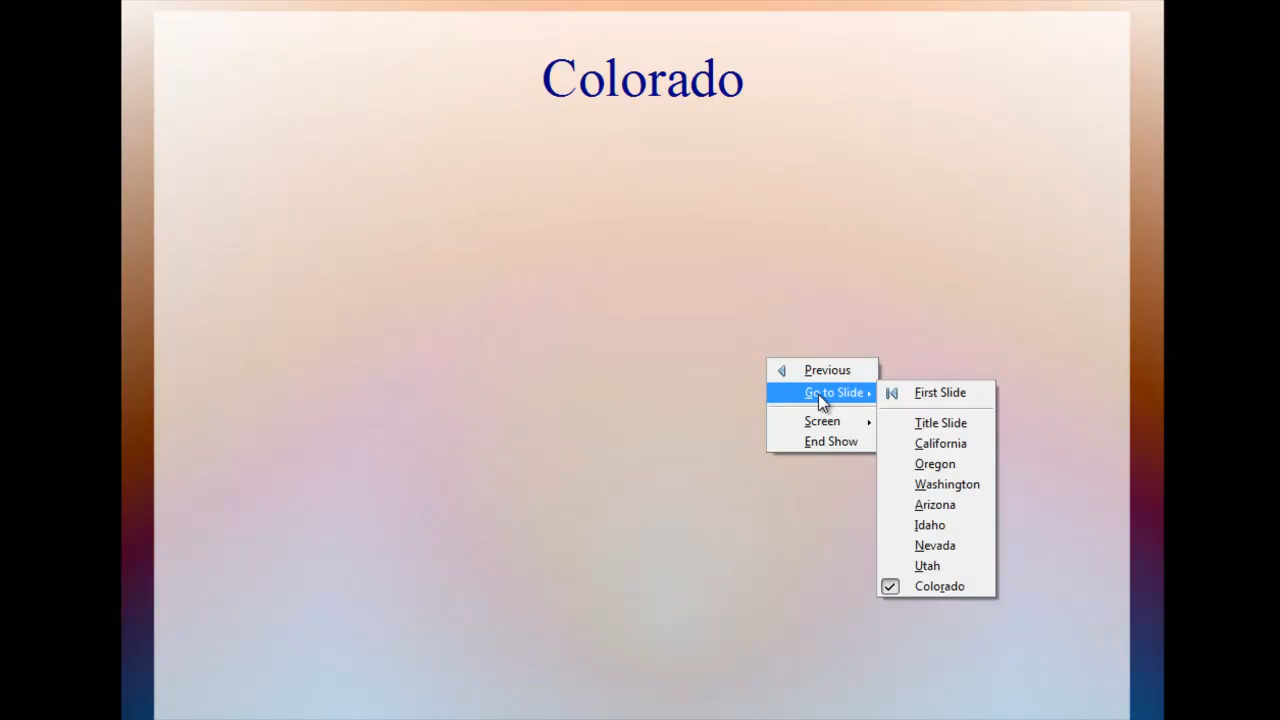 Colorado
Previous
Go to Slide
Screen
End Show
First Slide
Title Slide
California
Oregon
Washington
Arizona
Idaho
Nevada
Utah
Colorado